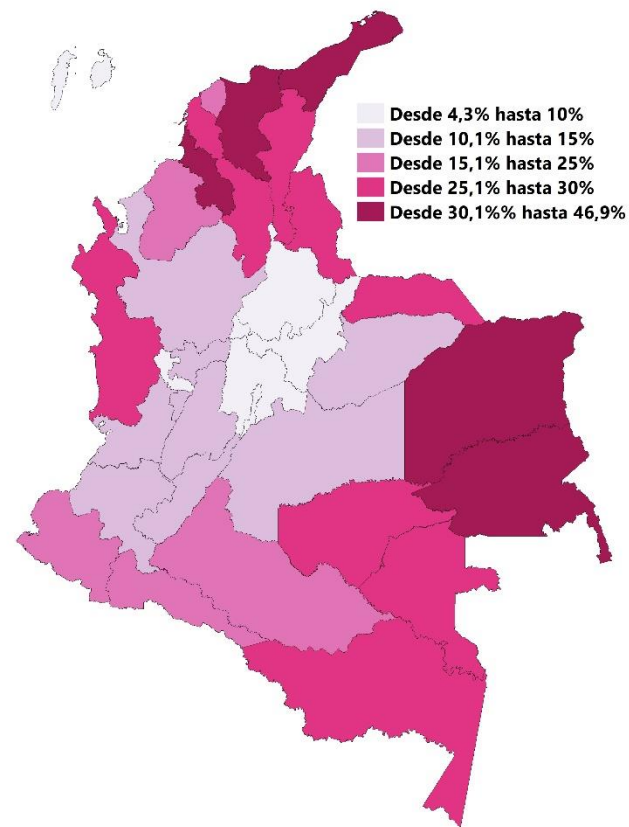 Desde 4,3% hasta 10%
Desde 10,1% hasta 15%
Desde 15,1% hasta 25%
Desde 25,1% hasta 30%
Desde 30,1%% hasta 46,9%